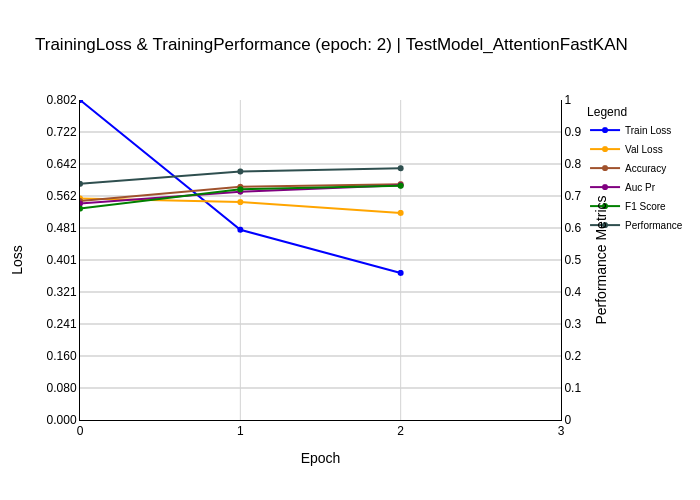 TrainingLoss & TrainingPerformance (epoch: 2) | TestModel_AttentionFastKAN
0.802
0.722
0.642
0.562
0.481
0.401
0.321
0.241
0.160
0.080
0.000
Loss
0
1
2
3
Epoch
1
0.9
0.8
0.7
0.6
0.5
0.4
0.3
0.2
0.1
0
Performance Metrics
Legend
Train Loss
Val Loss
Accuracy
Auc Pr
F1 Score
Performance